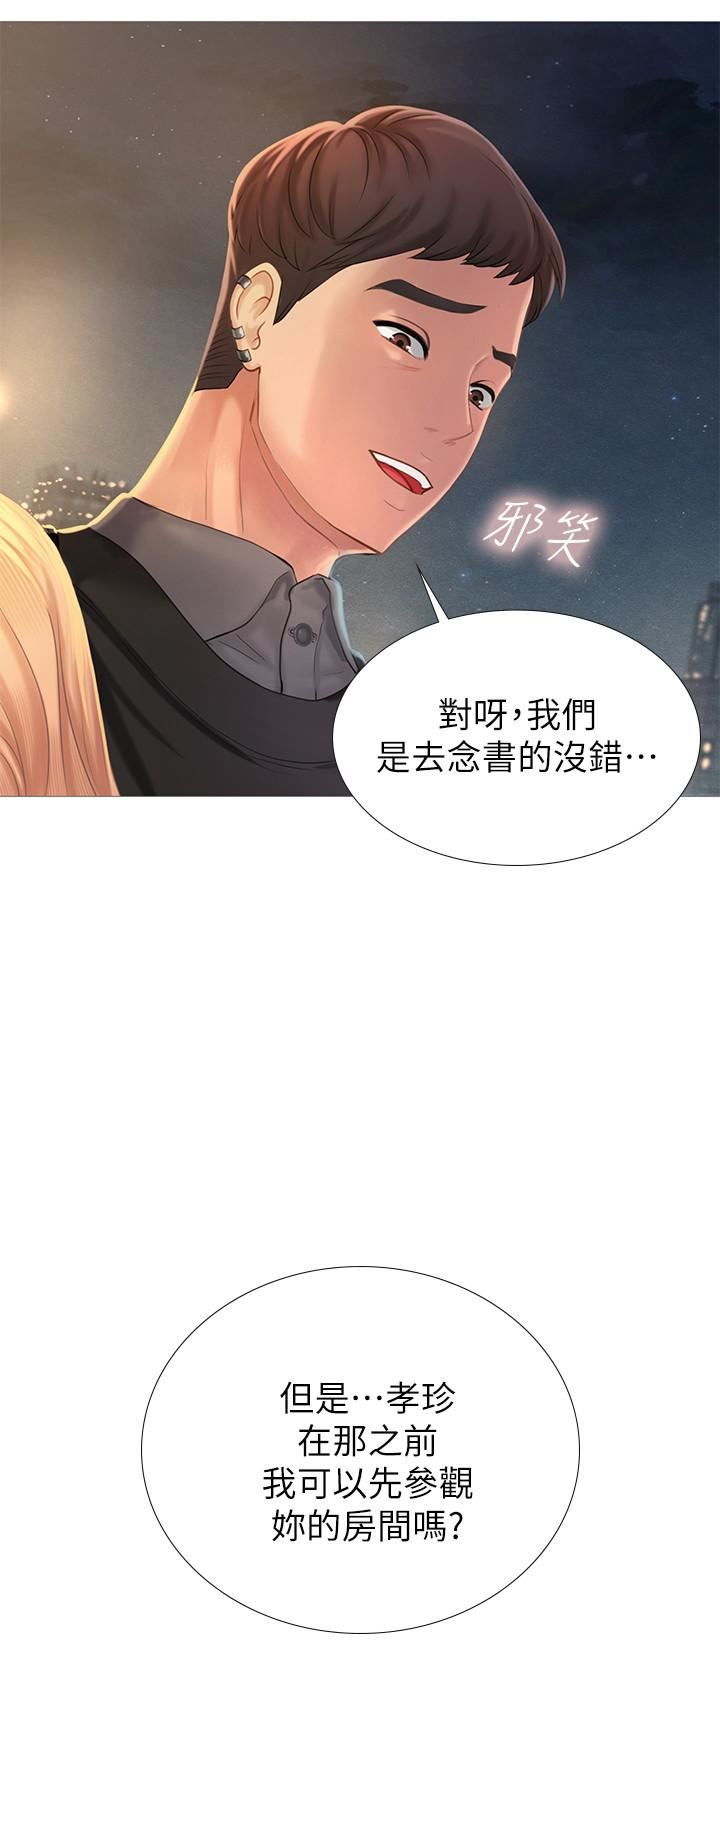 邪笑
對呀，我們
是去念書的沒錯…
但是…孝珍
在那之前
我可以先參觀
妳的房間嗎?